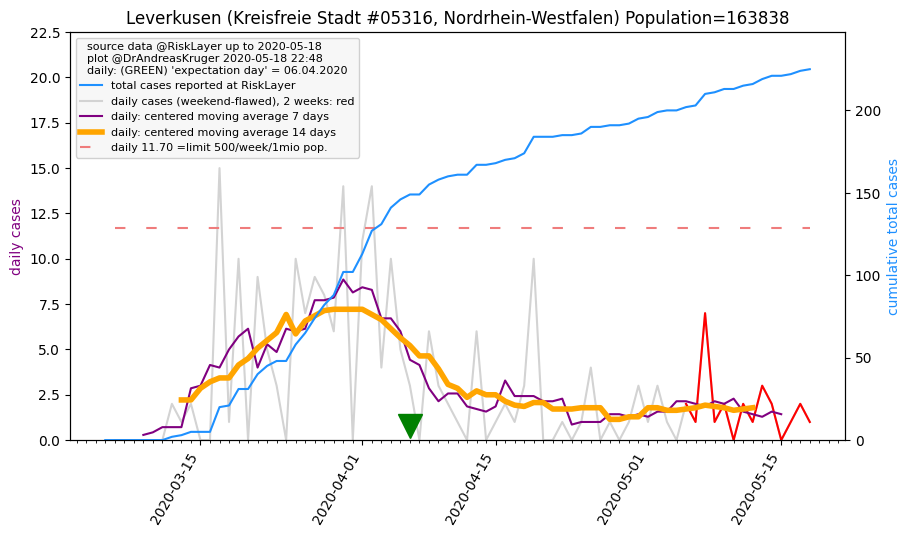 Leverkusen (Kreisfreie Stadt #05316, Nordrhein-Westfalen) Population=163838
source data @RiskLayer up to 2020-05-18
plot @DrAndreasKruger 2020-05-18 22:48
daily: (GREEN) 'expectation day' = 06.04.2020
total cases reported at RiskLayer
daily cases (weekend-flawed), 2 weeks: red
daily: centered moving average 7 days
daily: centered moving average 14 days
daily 11.70 =limit 500/week/1mio pop.
daily cases
22.5
20.0
17.5
15.0
12.5
10.0
7.5
5.0
2.5
0.0
200
150
100
50
0
cumulative total cases
2020-03-15
2020-04-01
2020-04-15
2020-05-01
2020-05-15